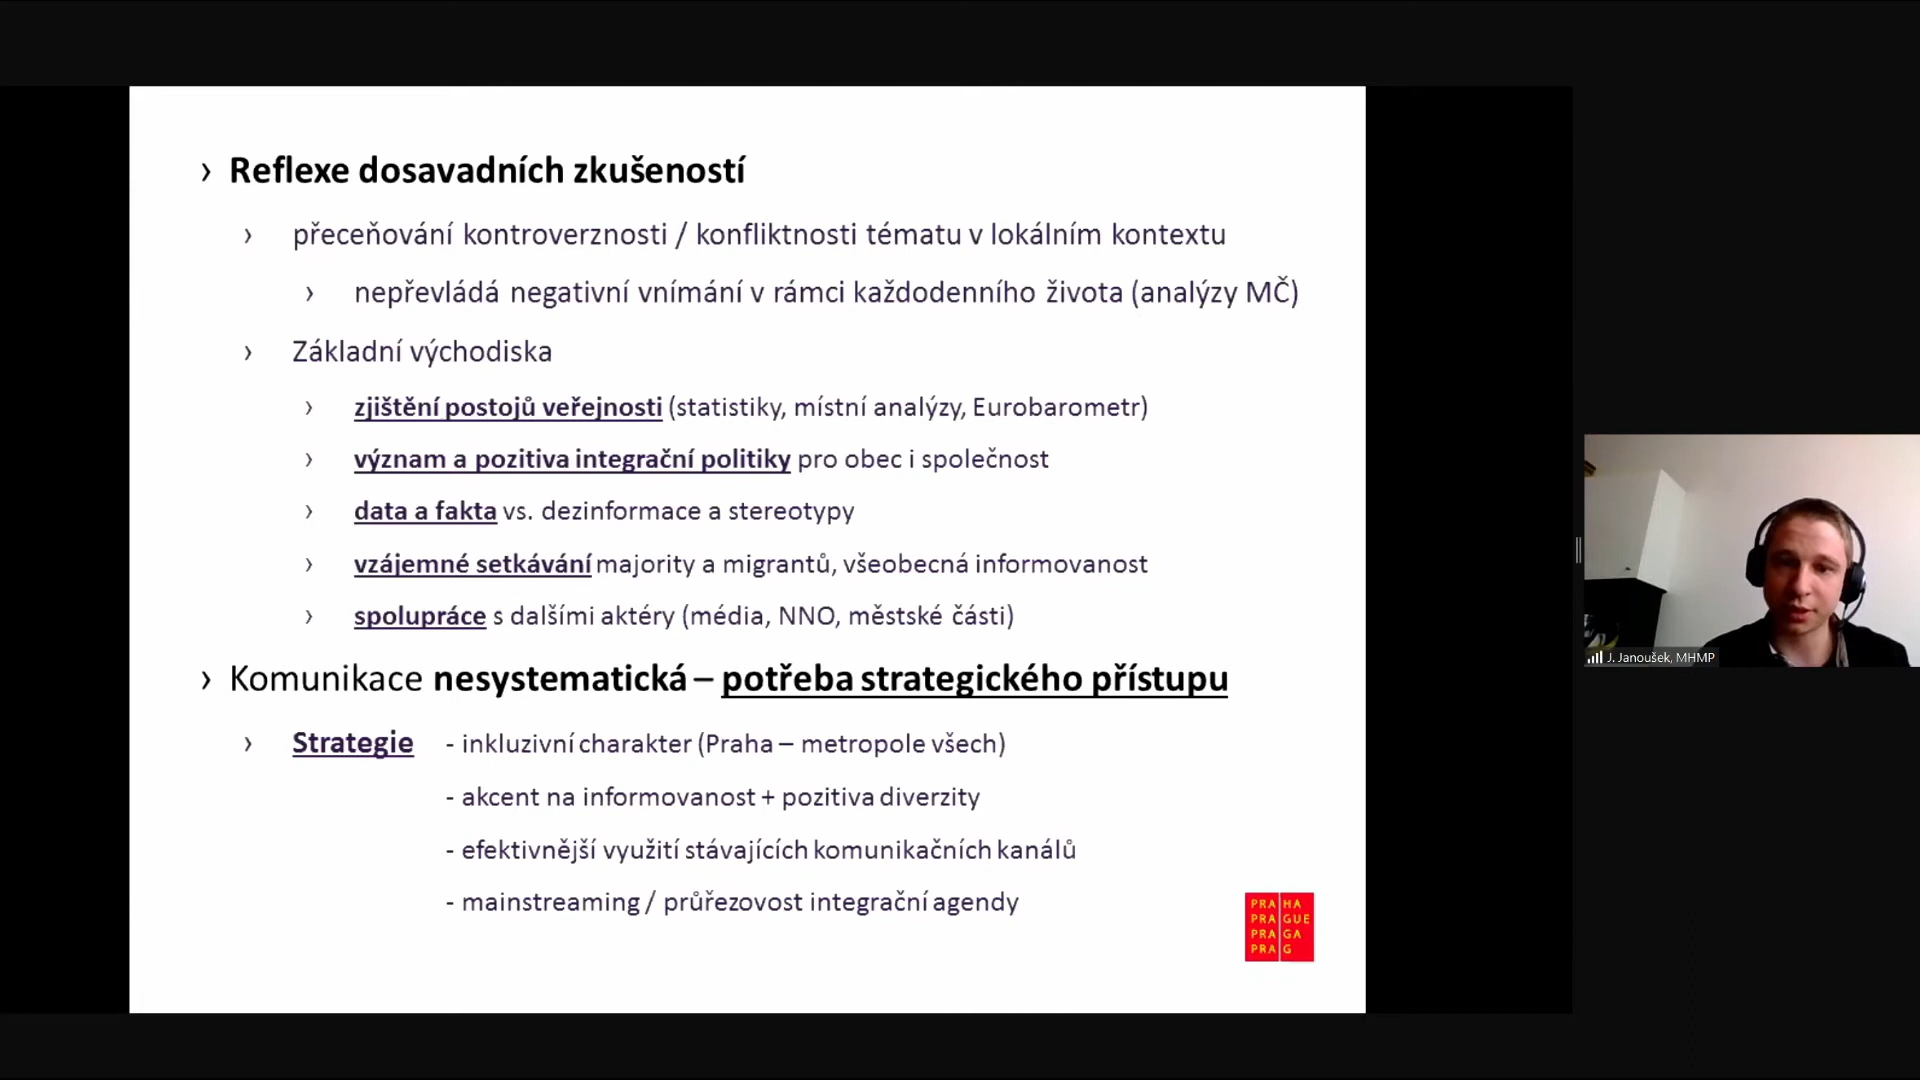 › Reflexe dosavadních zkušeností
› přeceňování kontroverznosti / konfliktnosti tématu v lokálním kontextu
› nepřevládá negativní vnímání v rámci každodenního života (analýzy MČ)
› Základní východiska
› zjištění postojů veřejnosti (statistiky, místní analýzy, Eurobarometr)
› význam a pozitiva integrační politiky pro obec i společnost
› data a fakta vs. dezinformace a stereotypy
› vzájemné setkávání majority a migrantů, všeobecná informovanost
› spolupráce s dalšími aktéry (média, NNO, městské části)
› Komunikace nesystematická – potřeba strategického přístupu
› Strategie - inkluzivní charakter (Praha – metropole všech)
- akcent na informovanost + pozitiva diverzity
- efektivnější využití stávajících komunikačních kanálů
- mainstreaming / průřezovost integrační agendy
PRA HA
PRA GUE
PRA GA
PRA G
J. Janoušek, MHMP